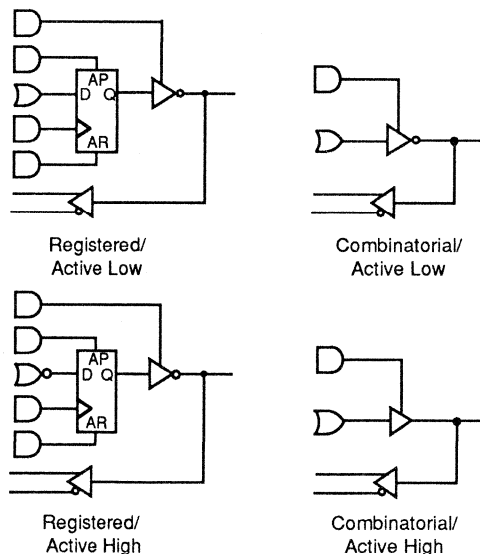 AP
D Q
AR
Registered/
Active Low
Combinatorial/
Active Low
AP
D Q
AR
Registered/
Active High
Combinatorial/
Active High